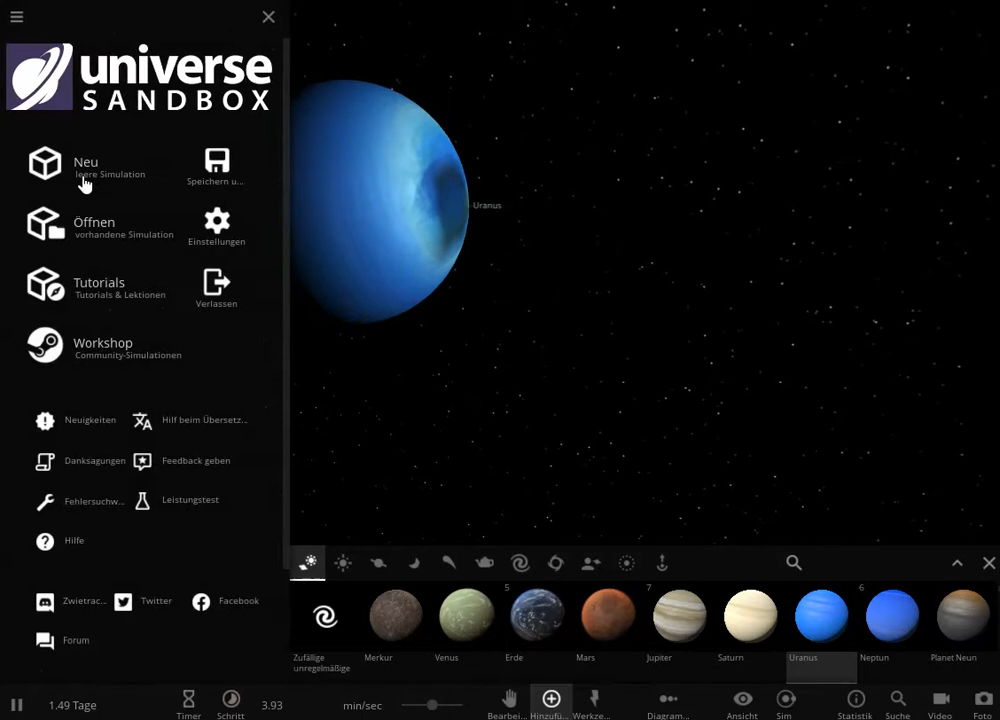 universe
SANDBOX
Neu
leere Simulation
Speichern u...
Öffnen
vorhandene Simulation
Einstellungen
Tutorials
Tutorials & Lektionen
Verlassen
Workshop
Community-Simulationen
Neuigkeiten
Hilf beim Übersetz...
Danksagungen
Feedback geben
Fehlersuchw...
Leistungstest
Hilfe
Zwietrac...
Twitter
Facebook
Forum
Uranus
5
7
6
Zufällige
unregelmäßige
Merkur
Venus
Erde
Mars
Jupiter
Saturn
Uranus
Neptun
Planet Neun
1.49 Tage
Timer
Schritt
3.93
min/sec
Bearbei...
Hinzufü...
Werkze...
Diagram...
Ansicht
Sim
Statistik
Suche
Video
Foto